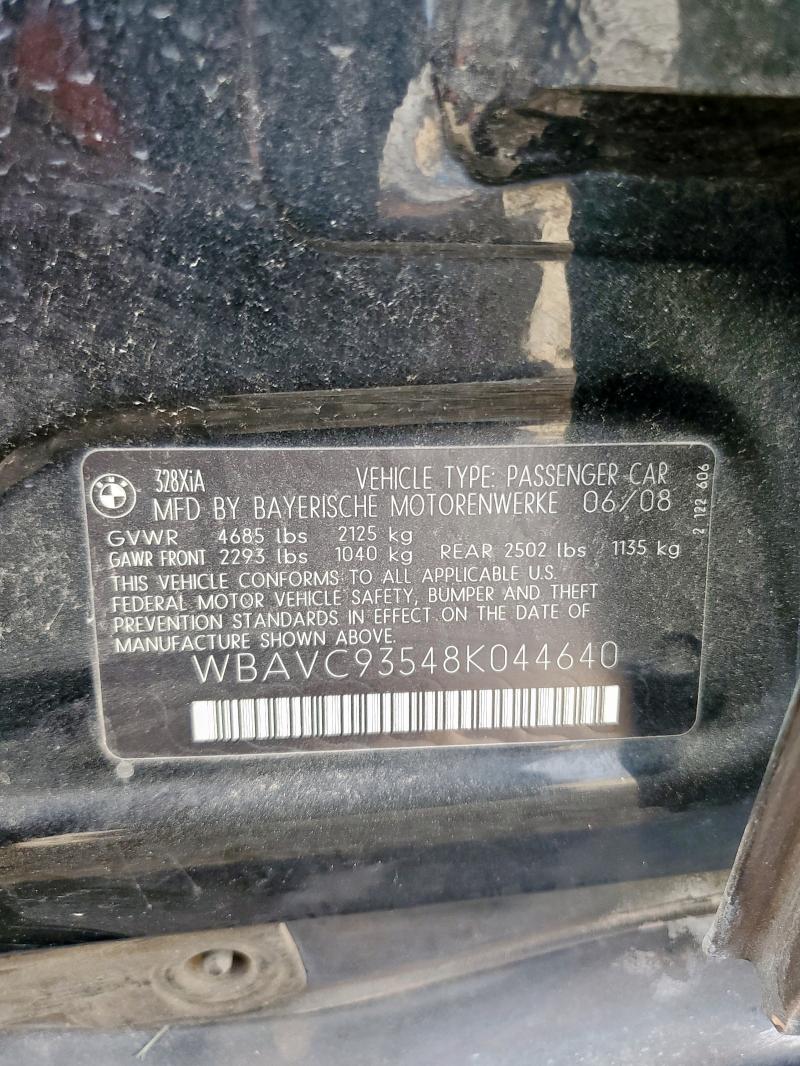 328XiA VEHICLE TYPE: PASSENGER CAR
MFD BY BAYERISCHE MOTORENWERKE 06/08
GVWR 4685 lbs 2125 kg
GAWR FRONT 2293 lbs 1040 kg REAR 2502 lbs 1135 kg
THIS VEHICLE CONFORMS TO ALL APPLICABLE U.S.
FEDERAL MOTOR VEHICLE SAFETY, BUMPER AND THEFT
PREVENTION STANDARDS IN EFFECT ON THE DATE OF
MANUFACTURE SHOWN ABOVE.
WBAVC93548K044640
2 122 606